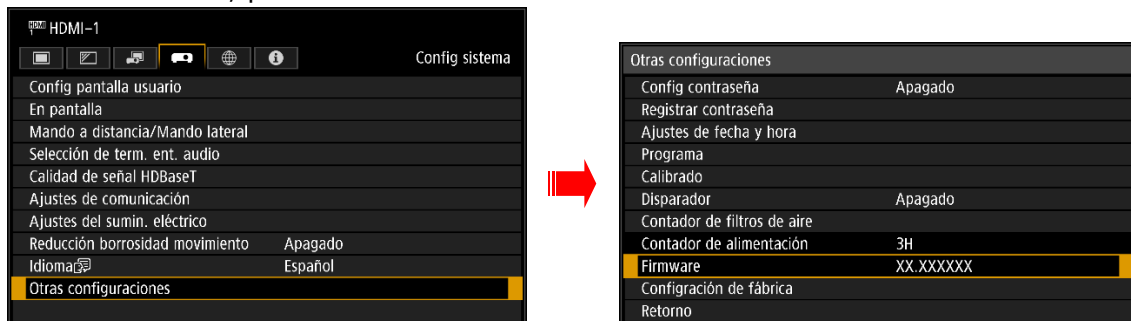 HDMI HDMI-1
Config sistema
Config pantalla usuario
En pantalla
Mando a distancia/Mando lateral
Selección de term. ent. audio
Calidad de señal HDBaseT
Ajustes de comunicación
Ajustes del sumin. eléctrico
Reducción borrosidad movimiento Apagado
Idioma Español
Otras configuraciones
Otras configuraciones
Config contraseña Apagado
Registrar contraseña
Ajustes de fecha y hora
Programa
Calibrado
Disparador Apagado
Contador de filtros de aire
Contador de alimentación 3H
Firmware XX.XXXXXX
Configración de fábrica
Retorno